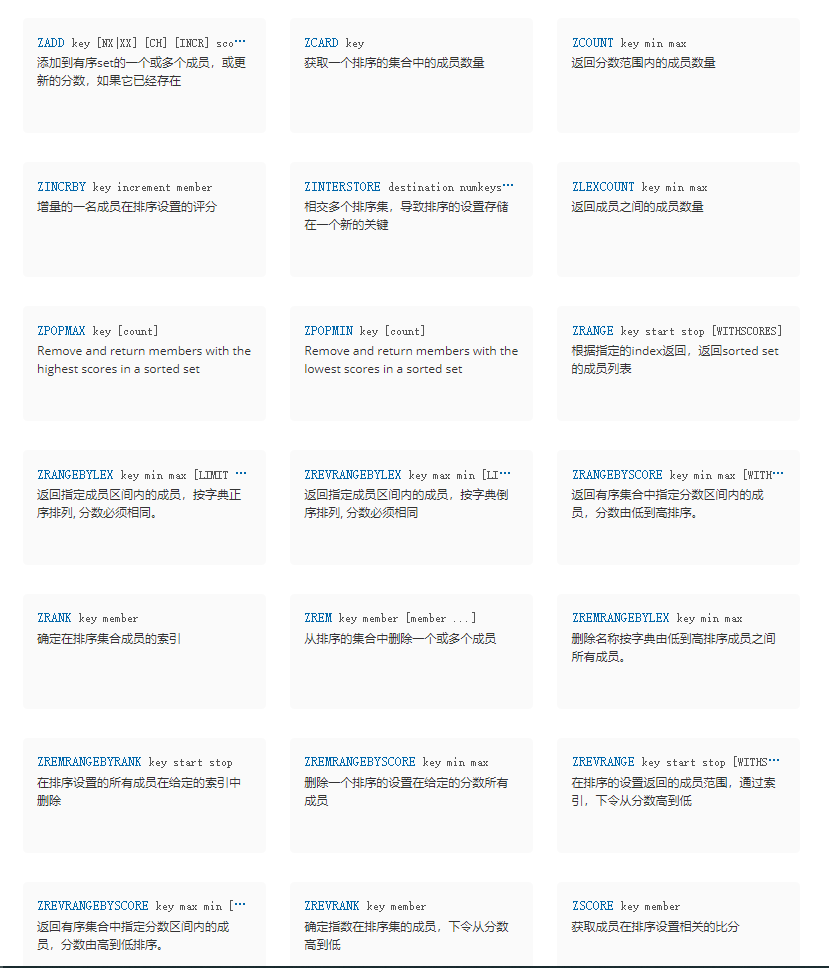 ZADD key [NX|XX] [CH] [INCR] sco...
添加到有序set的一个或多个成员，或更
新的分数，如果它已经存在
ZCARD key
获取一个排序的集合中的成员数量
ZCOUNT key min max
返回分数范围内的成员数量
ZINCRBY key increment member
增量的一名成员在排序设置的评分
ZINTERSTORE destination numkeys...
相交多个排序集，导致排序的设置存储
在一个新的关键
ZLEXCOUNT key min max
返回成员之间的成员数量
ZPOPMAX key [count]
Remove and return members with the
highest scores in a sorted set
ZPOPMIN key [count]
Remove and return members with the
lowest scores in a sorted set
ZRANGE key start stop [WITHSCORES]
根据指定的index返回，返回sorted set
的成员列表
ZRANGEBYLEX key min max [LIMIT ...
返回指定成员区间内的成员，按字典正
序排列, 分数必须相同。
ZREVRANGEBYLEX key max min [LI...
返回指定成员区间内的成员，按字典倒
序排列, 分数必须相同
ZRANGEBYSCORE key min max [WITH...
返回有序集合中指定分数区间内的成
员，分数由低到高排序。
ZRANK key member
确定在排序集合成员的索引
ZREM key member [member ...]
从排序的集合中删除一个或多个成员
ZREMRANGEBYLEX key min max
删除名称按字典由低到高排序成员之间
所有成员。
ZREMRANGEBYRANK key start stop
在排序设置的所有成员在给定的索引中
删除
ZREMRANGEBYSCORE key min max
删除一个排序的设置在给定的分数所有
成员
ZREVRANGE key start stop [WITHS...
在排序的设置返回的成员范围，通过索
引，下令从分数高到低
ZREVRANGEBYSCORE key max min [...
返回有序集合中指定分数区间内的成
员，分数由高到低排序。
ZREVRANK key member
确定指数在排序集的成员，下令从分数
高到低
ZSCORE key member
获取成员在排序设置相关的比分